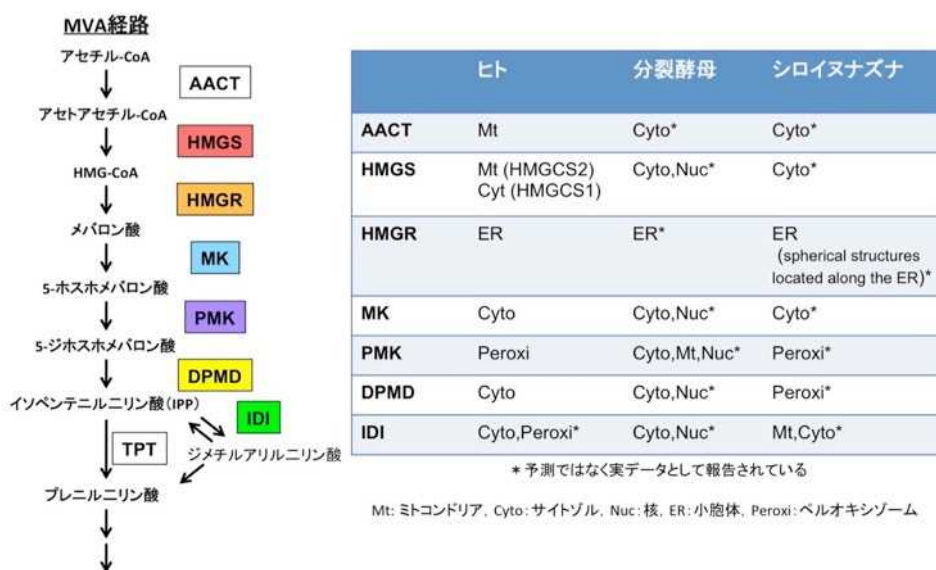 MVA経路
アセチル-CoA
AACT
アセトアセチル-CoA
HMGS
HMG-CoA
HMGR
メバロン酸
MK
5-ホスホメバロン酸
PMK
5-ジホスホメバロン酸
DPMD
イソペンテニル二リン酸(IPP)
IDI
TPT
ジメチルアリル二リン酸
プレニル二リン酸
ヒト 分裂酵母 シロイヌナズナ
AACT Mt Cyto* Cyto*
HMGS Mt (HMGCS2) Cyto,Nuc* Cyto*
Cyt (HMGCS1)
HMGR ER ER* ER
(spherical structures
located along the ER)*
MK Cyto Cyto,Nuc* Cyto*
PMK Peroxi Cyto,Mt,Nuc* Peroxi*
DPMD Cyto Cyto,Nuc* Peroxi*
IDI Cyto,Peroxi* Cyto,Nuc* Mt,Cyto*
* 予測ではなく実データとして報告されている
Mt: ミトコンドリア, Cyto:サイトゾル, Nuc:核, ER:小胞体, Peroxi:ペルオキシゾーム